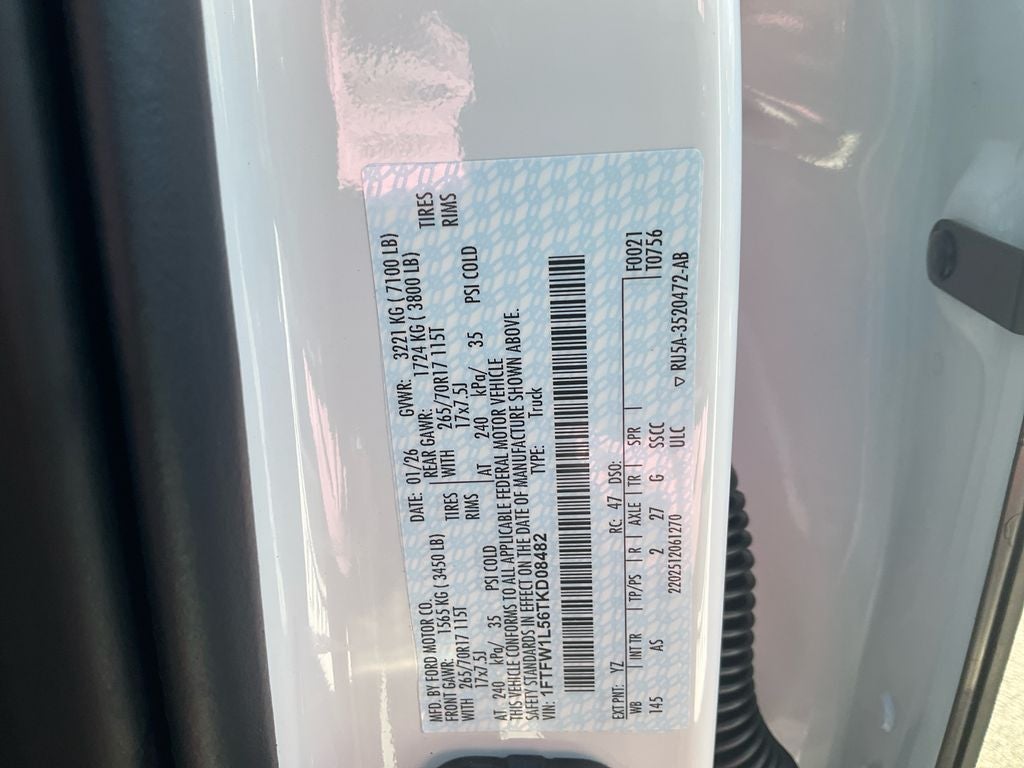 MFD. BY FORD MOTOR CO. DATE: 01/26 GVWR: 3221 KG ( 7100 LB)
FRONT GAWR: 1565 KG ( 3450 LB) REAR GAWR: 1724 KG ( 3800 LB)
WITH 265/70R17 115T TIRES WITH 265/70R17 115T TIRES
17x7.5J RIMS 17x7.5J RIMS
AT 240 kPa/ 35 PSI COLD AT 240 kPa/ 35 PSI COLD
THIS VEHICLE CONFORMS TO ALL APPLICABLE FEDERAL MOTOR VEHICLE
SAFETY STANDARDS IN EFFECT ON THE DATE OF MANUFACTURE SHOWN ABOVE.
VIN: 1FTFW1L56TKD08482 TYPE: Truck
EXT PNT: YZ RC: 47 DSO: F0021
WB | INT TR | TP/PS | R | AXLE | TR | SPR | T0756
145 AS 2 27 G SSCC
2202512061270 ULC ▽ RU5A-3520472-AB